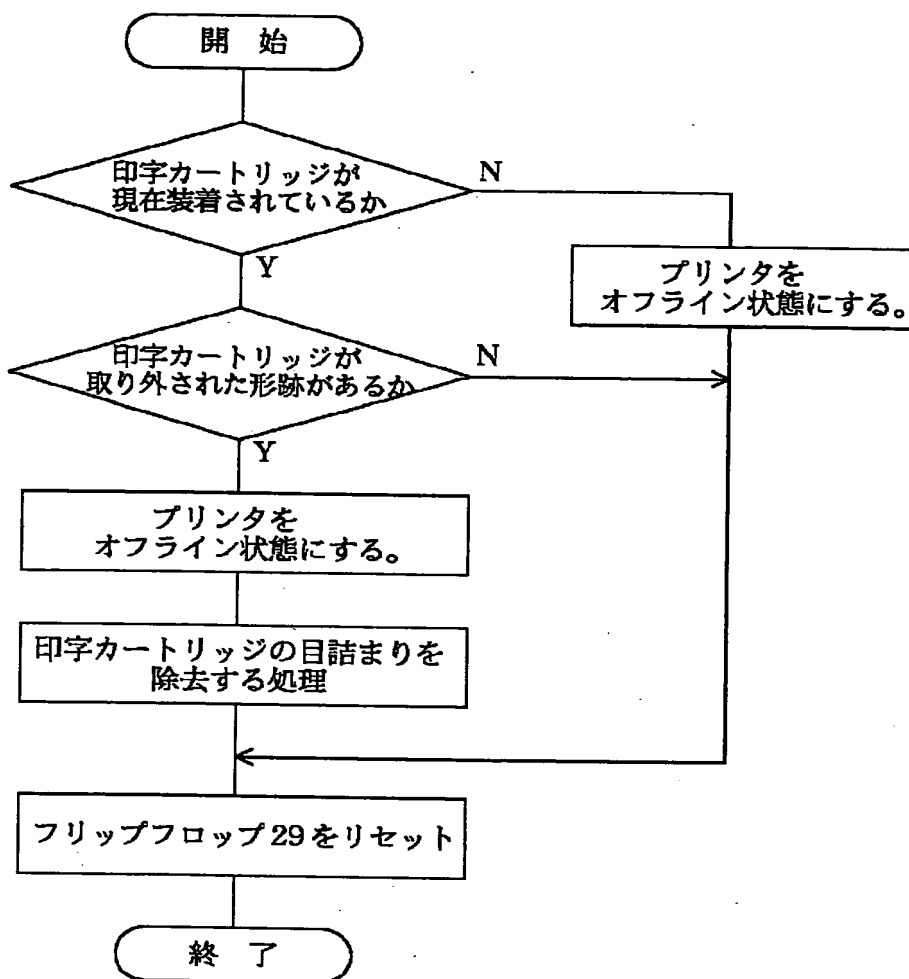 開 始
印字カートリッジが
現在装着されているか
N
Y
プリンタを
オフライン状態にする。
印字カートリッジが
取り外された形跡があるか
N
Y
プリンタを
オフライン状態にする。
印字カートリッジの目詰まりを
除去する処理
フリップフロップ29をリセット
終 了